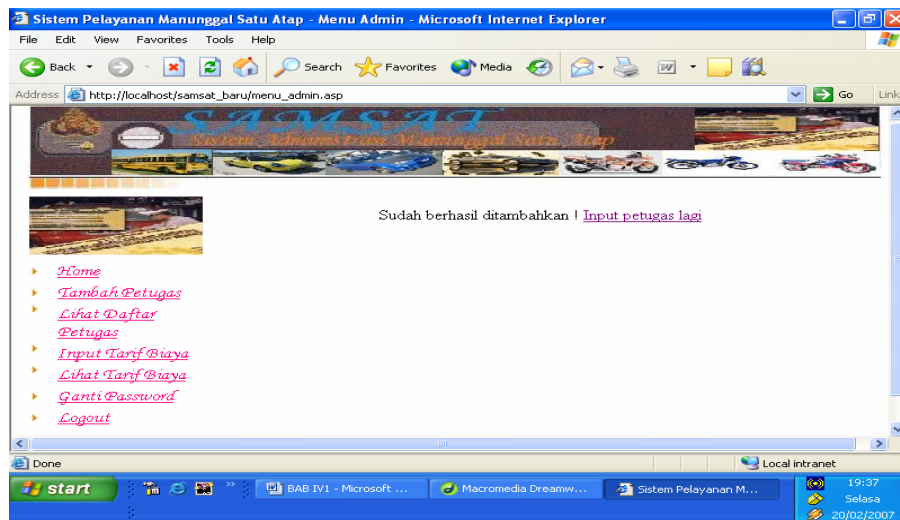 Sistem Pelayanan Manunggal Satu Atap - Menu Admin - Microsoft Internet Explorer
File Edit View Favorites Tools Help
Back Search Favorites Media
Address http://localhost/samsat_baru/menu_admin.asp Go Link
SAMSAT
Manunggal Satu Atap
Sudah berhasil ditambahkan ! Input petugas lagi
Home
Tambah Petugas
Lihat Daftar
Petugas
Input Tarif Biaya
Lihat Tarif Biaya
Ganti Password
Logout
Done Local intranet
start BAB IV1 - Microsoft ... Macromedia Dreamw... Sistem Pelayanan M... 19:37
Selasa
20/02/2007